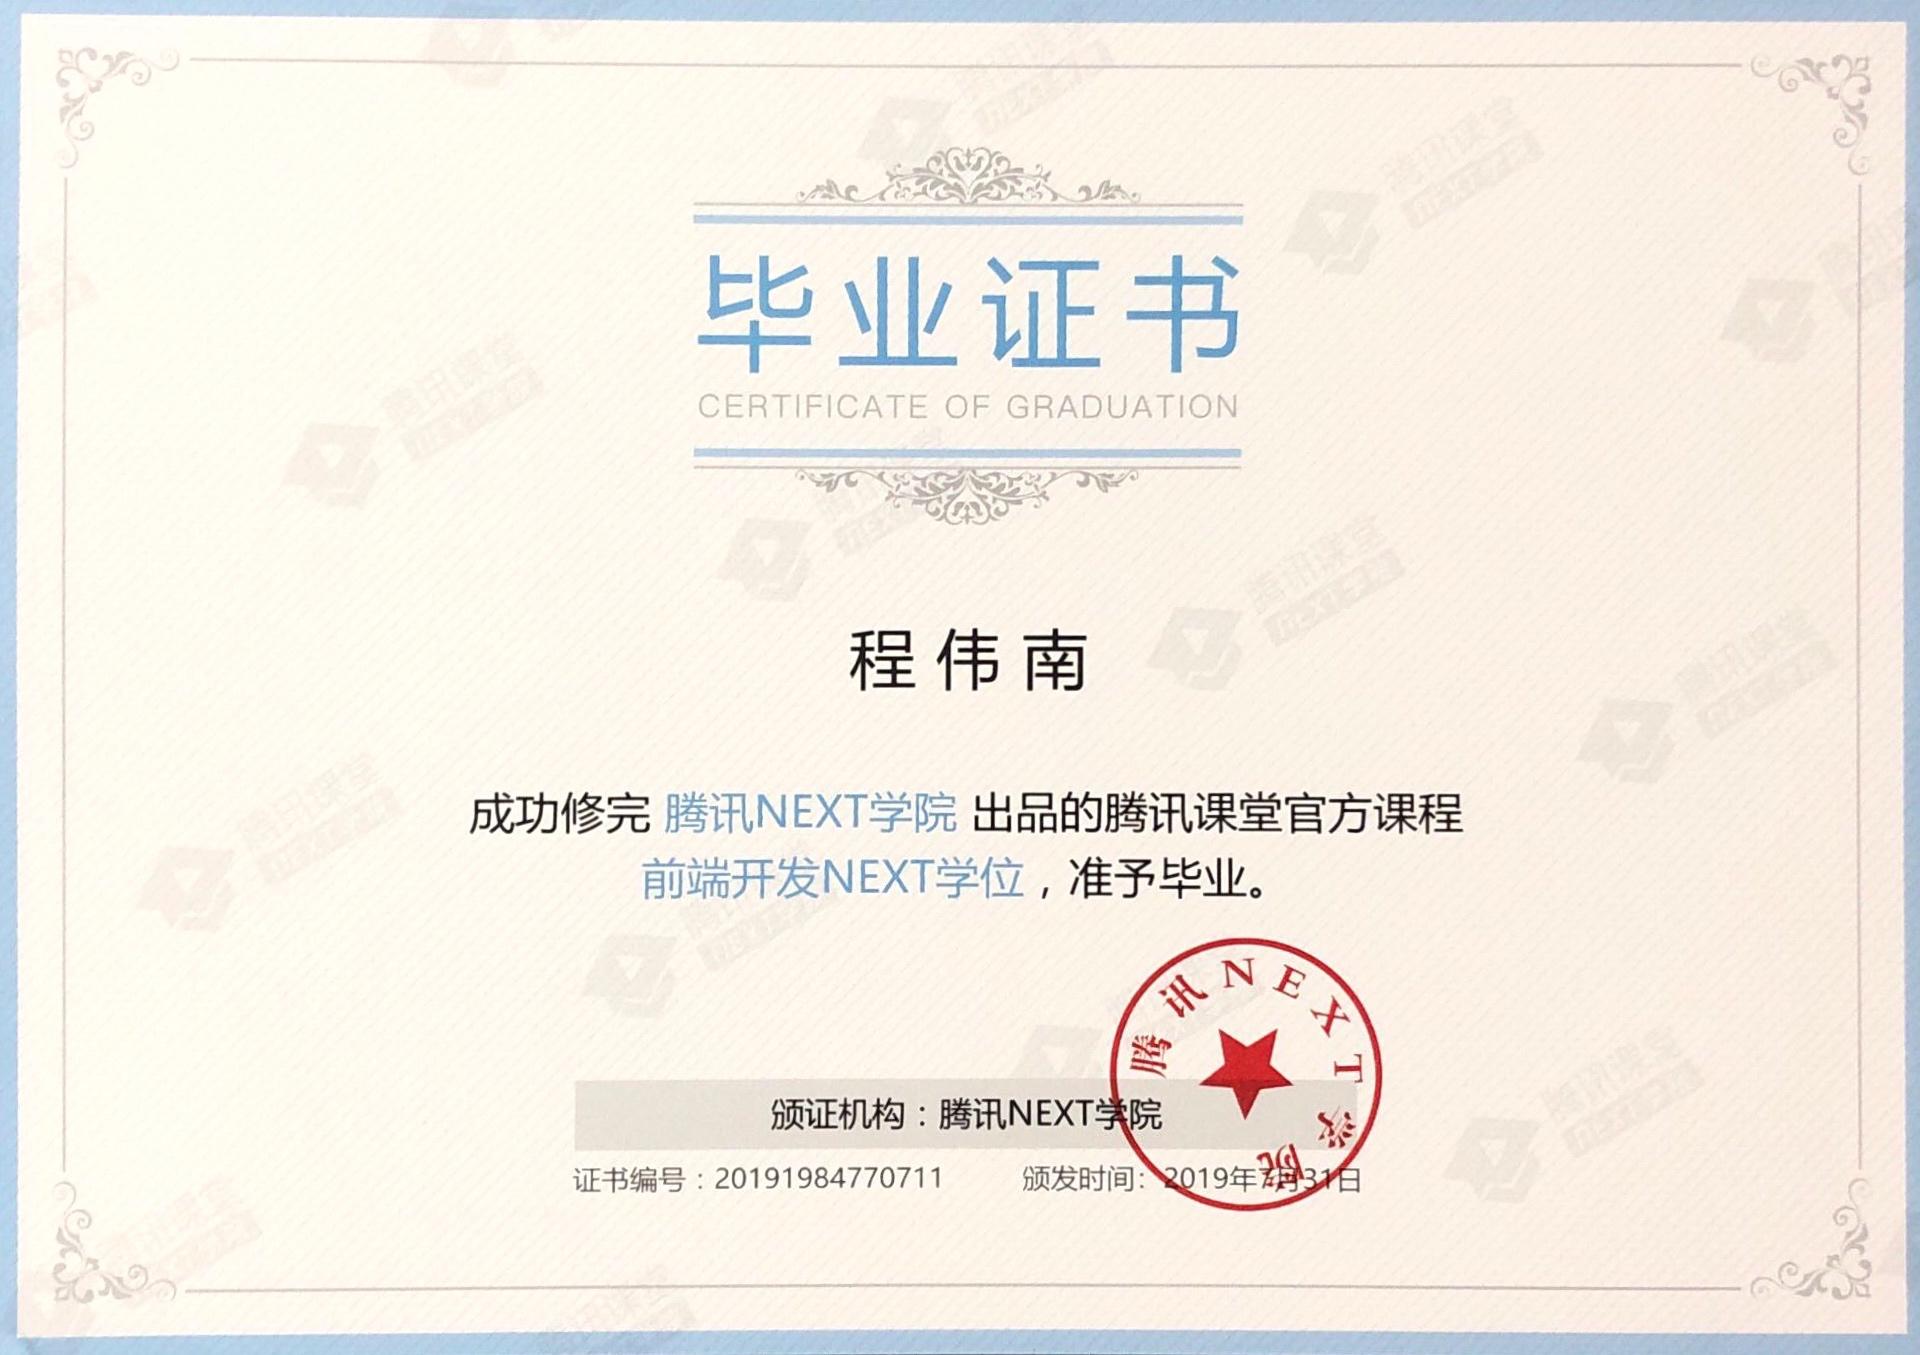 毕业证书
CERTIFICATE OF GRADUATION
程伟南
成功修完 腾讯NEXT学院 出品的腾讯课堂官方课程
前端开发NEXT学位，准予毕业。
腾讯NEXT学院
颁证机构：腾讯NEXT学院
证书编号：20191984770711 颁发时间：2019年7月31日